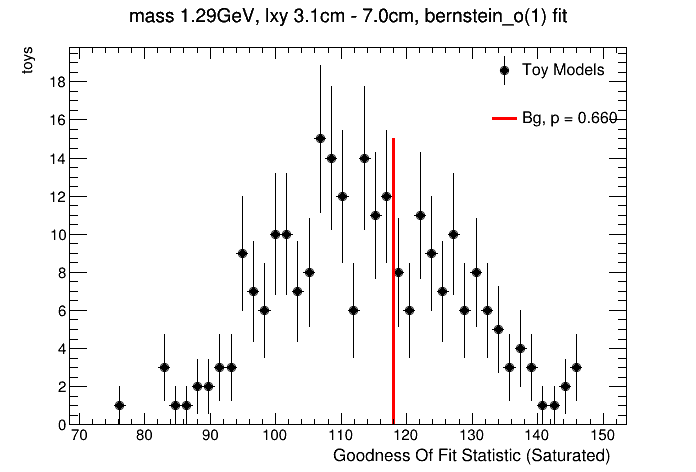 mass 1.29GeV, lxy 3.1cm - 7.0cm, bernstein_o(1) fit
toys
Toy Models
Bg, p = 0.660
18
16
14
12
10
8
6
4
2
0
70 80 90 100 110 120 130 140 150
Goodness Of Fit Statistic (Saturated)